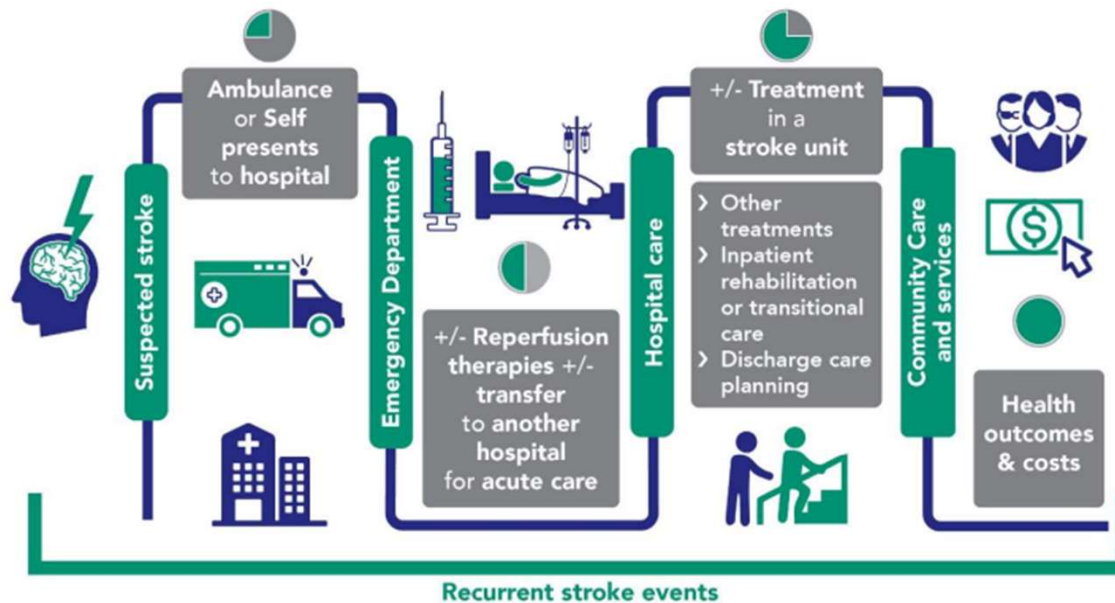 Suspected stroke
Ambulance
or Self
presents
to hospital
Emergency Department
+/- Reperfusion
therapies +/-
transfer
to another
hospital
for acute care
Hospital care
+/- Treatment
in a
stroke unit
› Other
treatments
› Inpatient
rehabilitation
or transitional
care
› Discharge care
planning
Community Care
and services
$
Health
outcomes
& costs
Recurrent stroke events